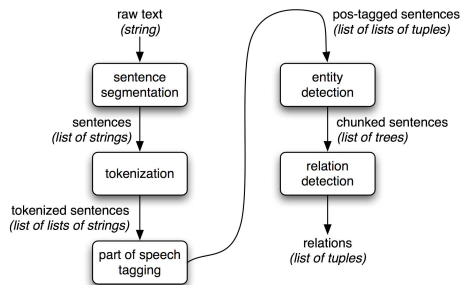 raw text
(string)
sentence
segmentation
sentences
(list of strings)
tokenization
tokenized sentences
(list of lists of strings)
part of speech
tagging
pos-tagged sentences
(list of lists of tuples)
entity
detection
chunked sentences
(list of trees)
relation
detection
relations
(list of tuples)